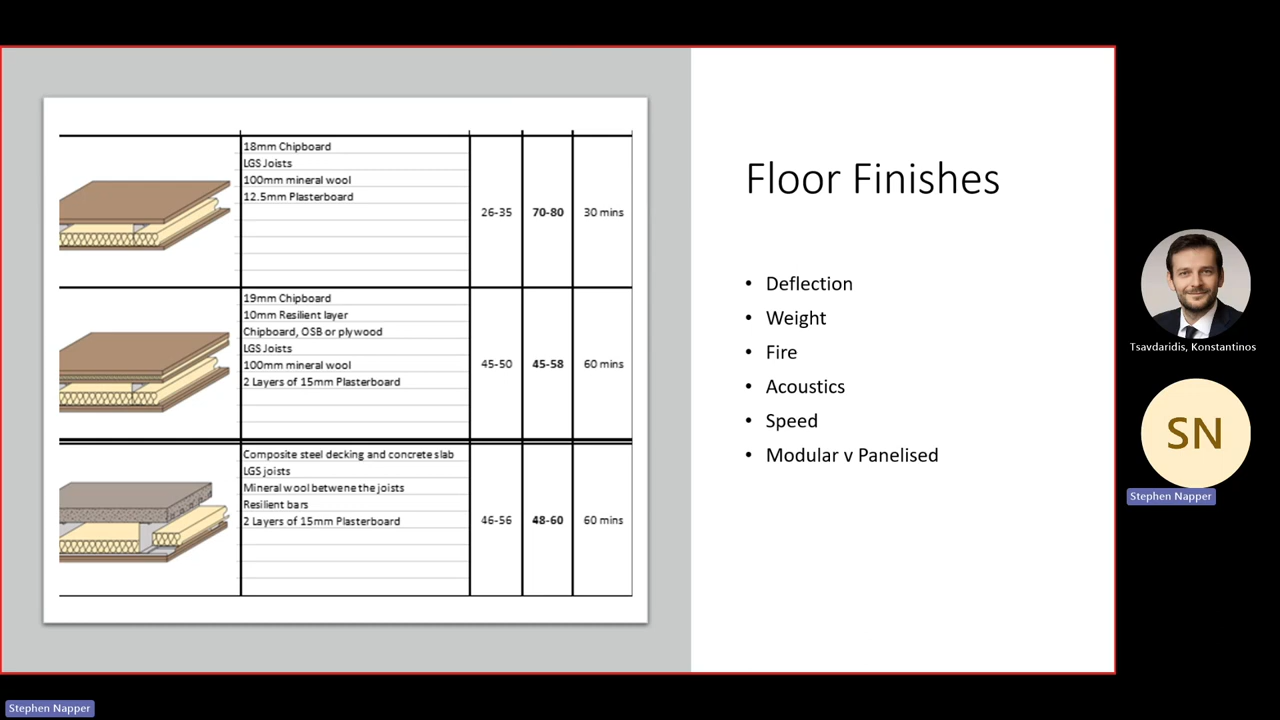 18mm Chipboard
LGS Joists
100mm mineral wool
12.5mm Plasterboard
26-35
70-80
30 mins
19mm Chipboard
10mm Resilient layer
Chipboard, OSB or plywood
LGS Joists
100mm mineral wool
2 Layers of 15mm Plasterboard
45-50
45-58
60 mins
Composite steel decking and concrete slab
LGS joists
Mineral wool betwene the joists
Resilient bars
2 Layers of 15mm Plasterboard
46-56
48-60
60 mins
Floor Finishes
• Deflection
• Weight
• Fire
• Acoustics
• Speed
• Modular v Panelised
Tsavdaridis, Konstantinos
SN
Stephen Napper
Stephen Napper